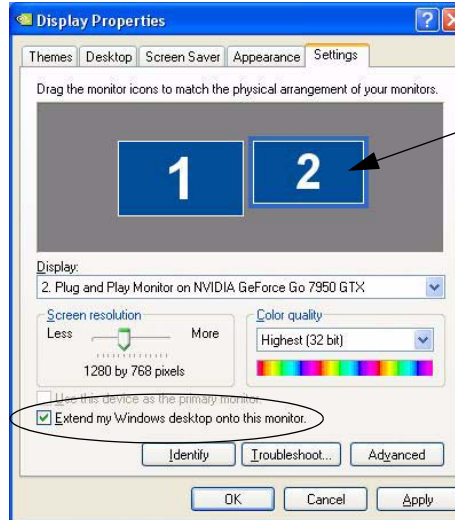 Display Properties
Themes Desktop Screen Saver Appearance Settings
Drag the monitor icons to match the physical arrangement of your monitors.
1 2
Display:
2. Plug and Play Monitor on NVIDIA GeForce Go 7950 GTX
Screen resolution Color quality
Less More Highest (32 bit)
1280 by 768 pixels
Use this device as the primary monitor.
Extend my Windows desktop onto this monitor.
Identify Troubleshoot... Advanced
OK Cancel Apply